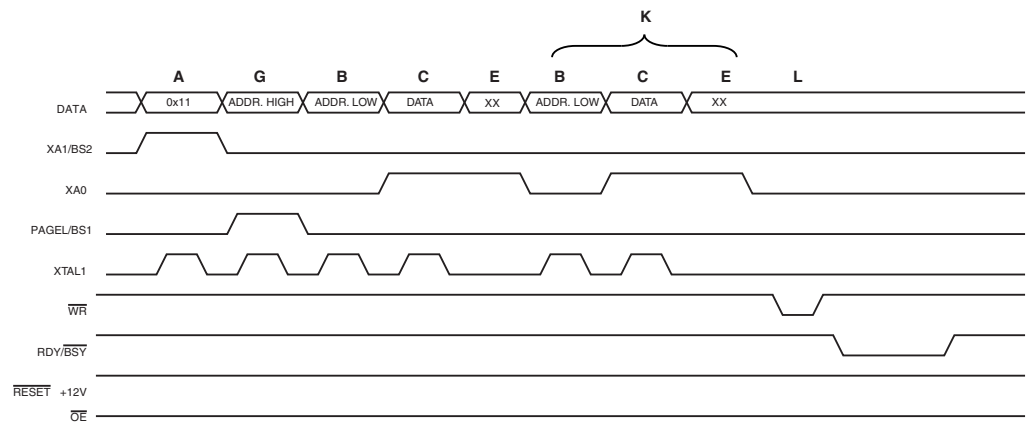 K
A G B C E B C E L
DATA 0x11 ADDR. HIGH ADDR. LOW DATA XX ADDR. LOW DATA XX
XA1/BS2
XA0
PAGEL/BS1
XTAL1
WR
RDY/BSY
RESET +12V
OE